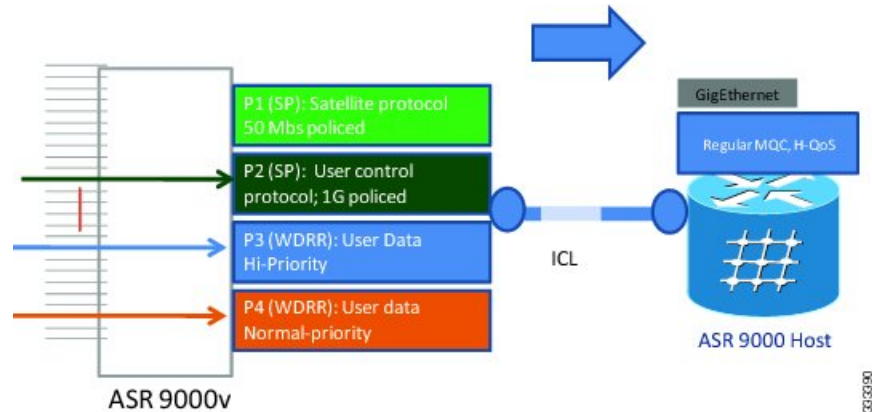 P1 (SP): Satellite protocol
50 Mbs policed
P2 (SP): User control
protocol; 1G policed
P3 (WDRR): User Data
Hi-Priority
P4 (WDRR): User data
Normal-priority
ASR 9000v
ICL
GigEthernet
Regular MQC, H-QoS
ASR 9000 Host
333390